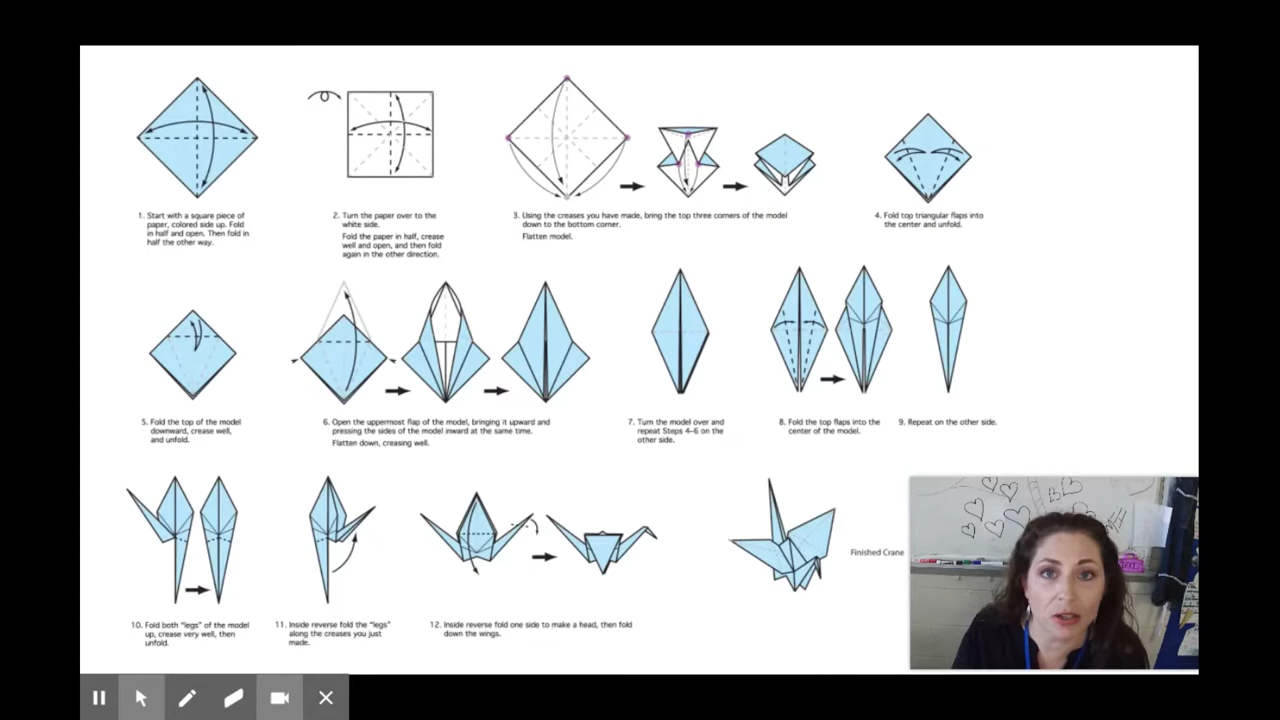 1. Start with a square piece of
paper, colored side up. Fold
in half and open. Then fold in
half the other way.
2. Turn the paper over to the
white side.
Fold the paper in half, crease
well and open, and then fold
again in the other direction.
3. Using the creases you have made, bring the top three corners of the model
down to the bottom corner.
Flatten model.
4. Fold top triangular flaps into
the center and unfold.
5. Fold the top of the model
downward, crease well,
and unfold.
6. Open the uppermost flap of the model, bringing it upward and
pressing the sides of the model inward at the same time.
Flatten down, creasing well.
7. Turn the model over and
repeat Steps 4–6 on the
other side.
8. Fold the top flaps into the
center of the model.
9. Repeat on the other side.
10. Fold both "legs" of the model
up, crease very well, then
unfold.
11. Inside reverse fold the "legs"
along the creases you just
made.
12. Inside reverse fold one side to make a head, then fold
down the wings.
Finished Crane